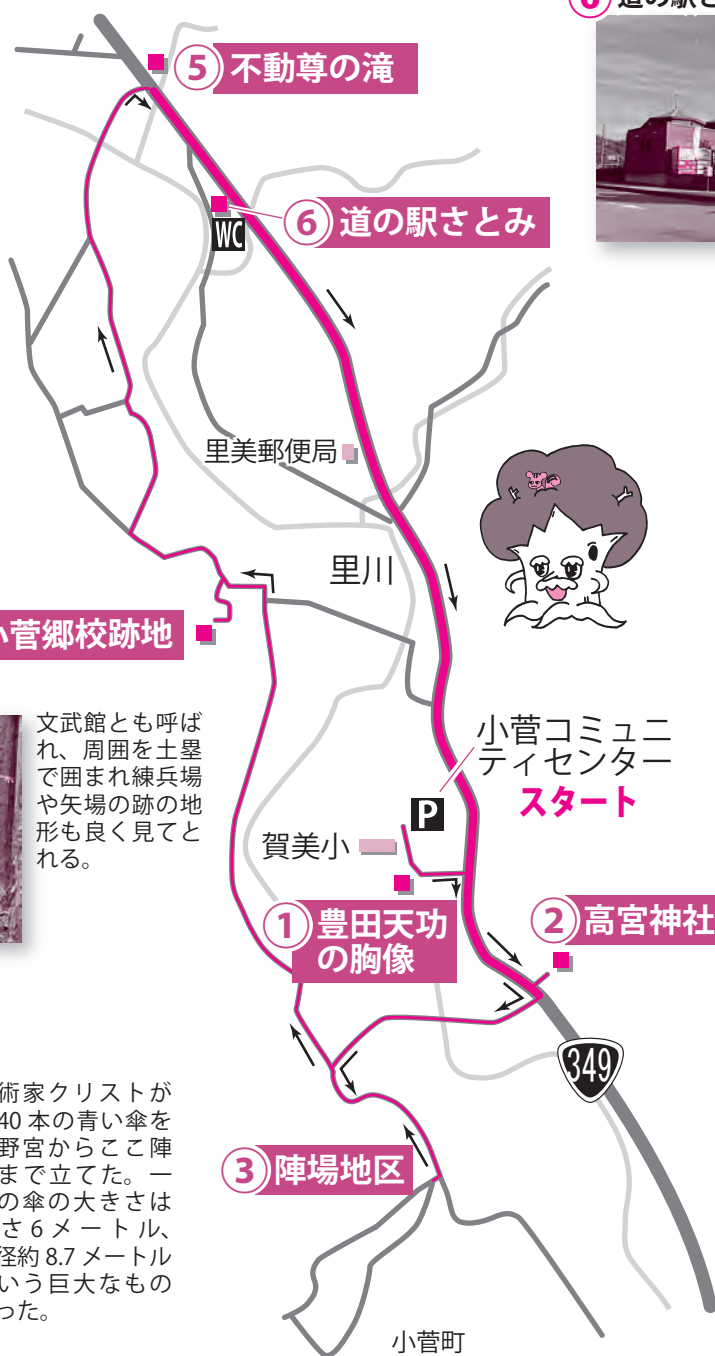 ⑥道の駅さ
⑤不動尊の滝
⑥道の駅さとみ
WC
里美郵便局
里川
小菅郷校跡地
文武館とも呼ば
れ、周囲を土塁
で囲まれ練兵場
や矢場の跡の地
形も良く見てと
れる。
小菅コミュニ
ティセンター
スタート
P
賀美小
①豊田天功
の胸像
②高宮神社
349
術家クリストが
40本の青い傘を
野宮からここ陣
まで立てた。一
の傘の大きさは
さ6メートル、
径約8.7メートル
いう巨大なもの
った。
③陣場地区
小菅町